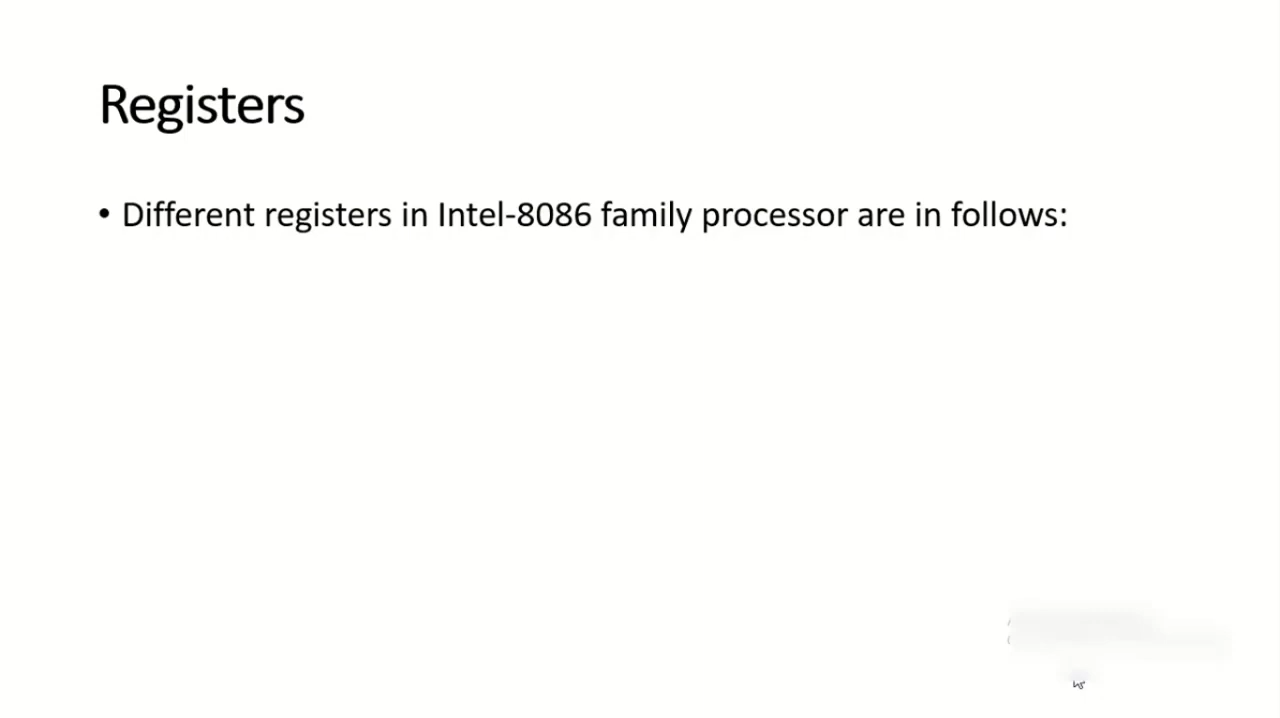 Registers
• Different registers in Intel-8086 family processor are in follows: